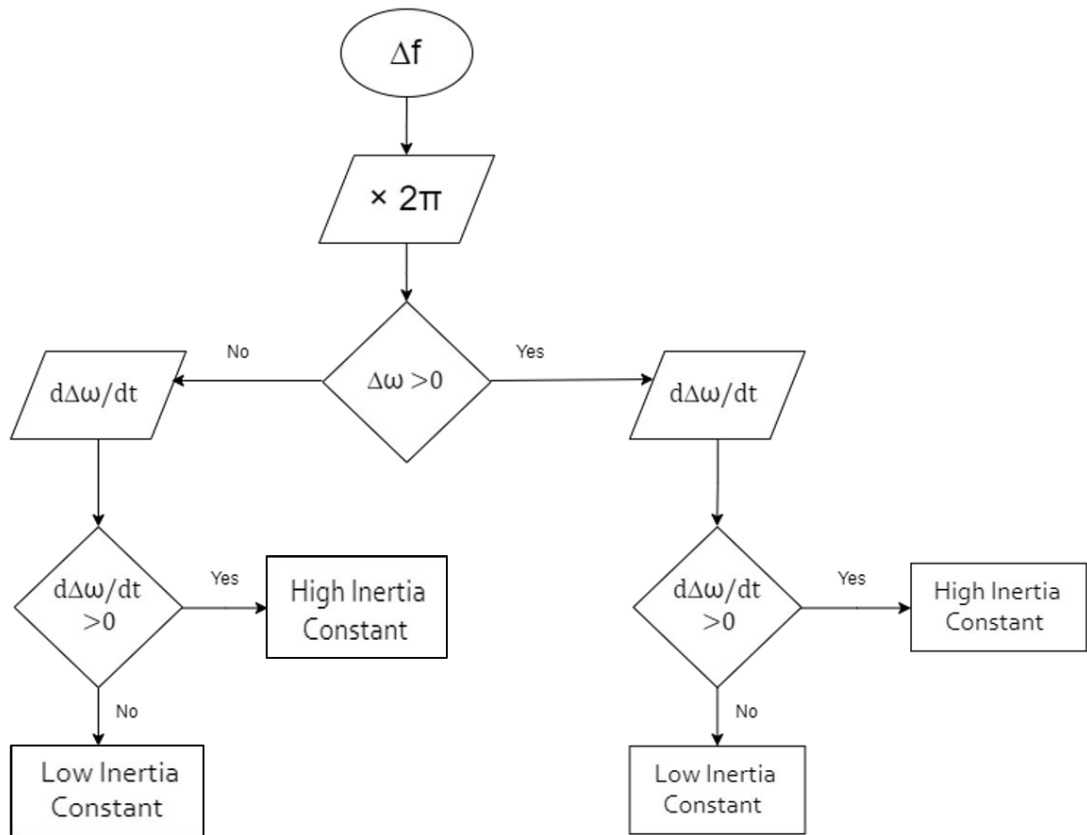 Δf
× 2π
Δω >0
No
Yes
dΔω/dt
dΔω/dt
dΔω/dt
>0
Yes
High Inertia
Constant
No
Low Inertia
Constant
dΔω/dt
>0
Yes
High Inertia
Constant
No
Low Inertia
Constant